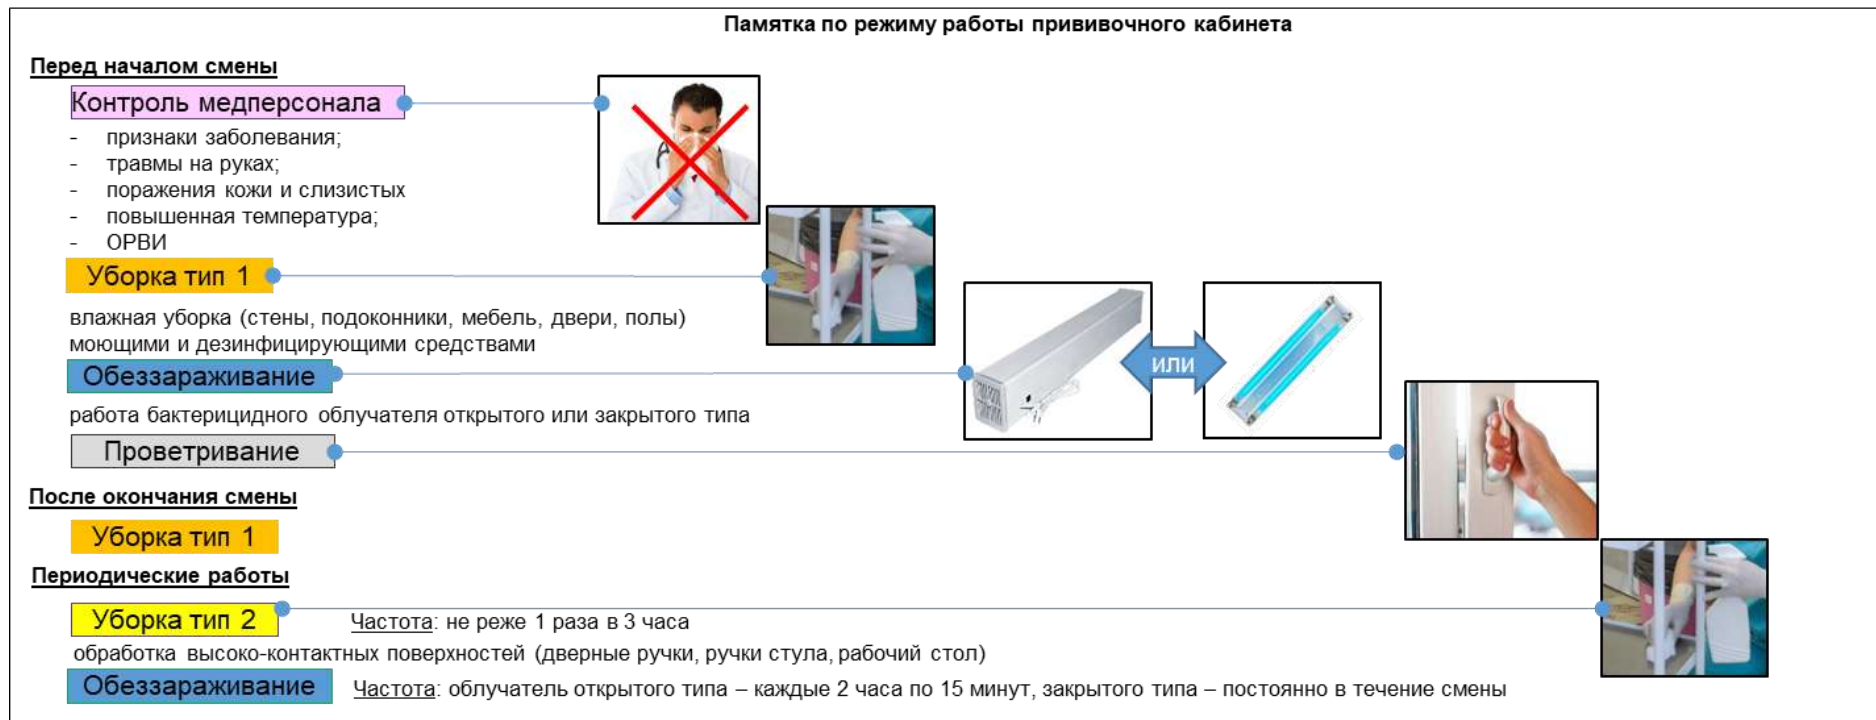 Памятка по режиму работы прививочного кабинета
Перед началом смены
Контроль медперсонала
- признаки заболевания;
- травмы на руках;
- поражения кожи и слизистых
- повышенная температура;
- ОРВИ
Уборка тип 1
влажная уборка (стены, подоконники, мебель, двери, полы)
моющими и дезинфицирующими средствами
Обеззараживание
ИЛИ
работа бактерицидного облучателя открытого или закрытого типа
Проветривание
После окончания смены
Уборка тип 1
Периодические работы
Уборка тип 2 Частота: не реже 1 раза в 3 часа
обработка высоко-контактных поверхностей (дверные ручки, ручки стула, рабочий стол)
Обеззараживание Частота: облучатель открытого типа – каждые 2 часа по 15 минут, закрытого типа – постоянно в течение смены